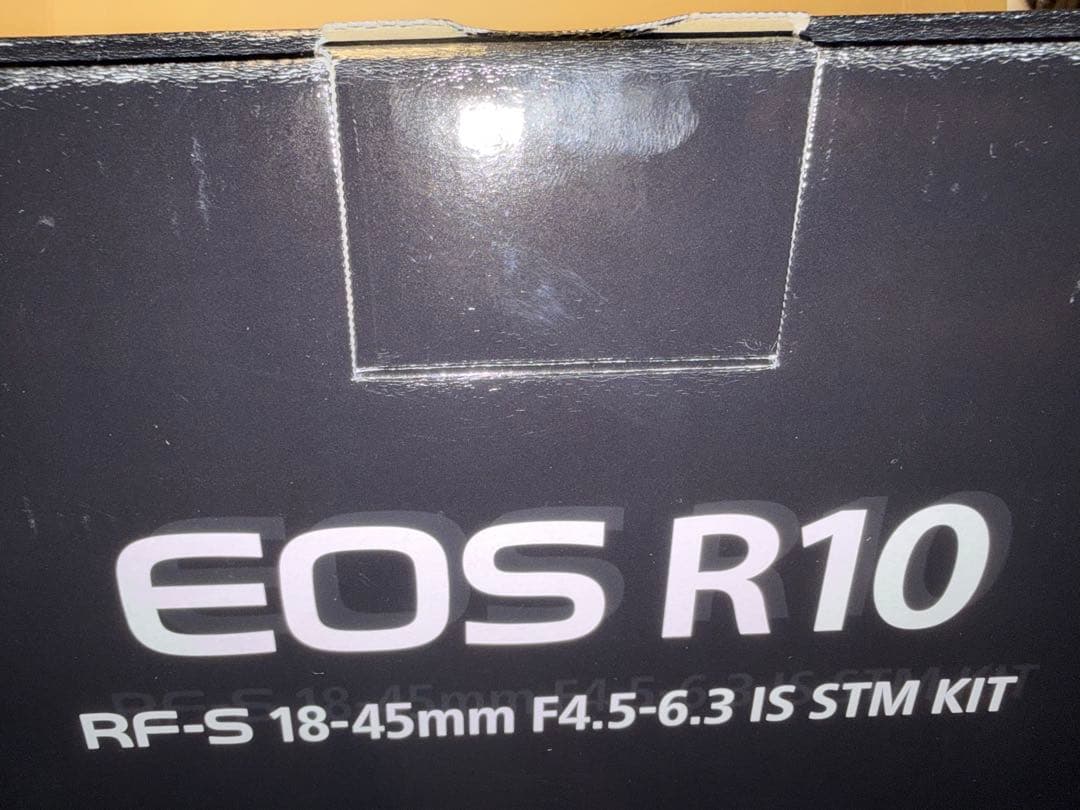 EOS R10
RF-S 18-45mm F4.5-6.3 IS STM KIT